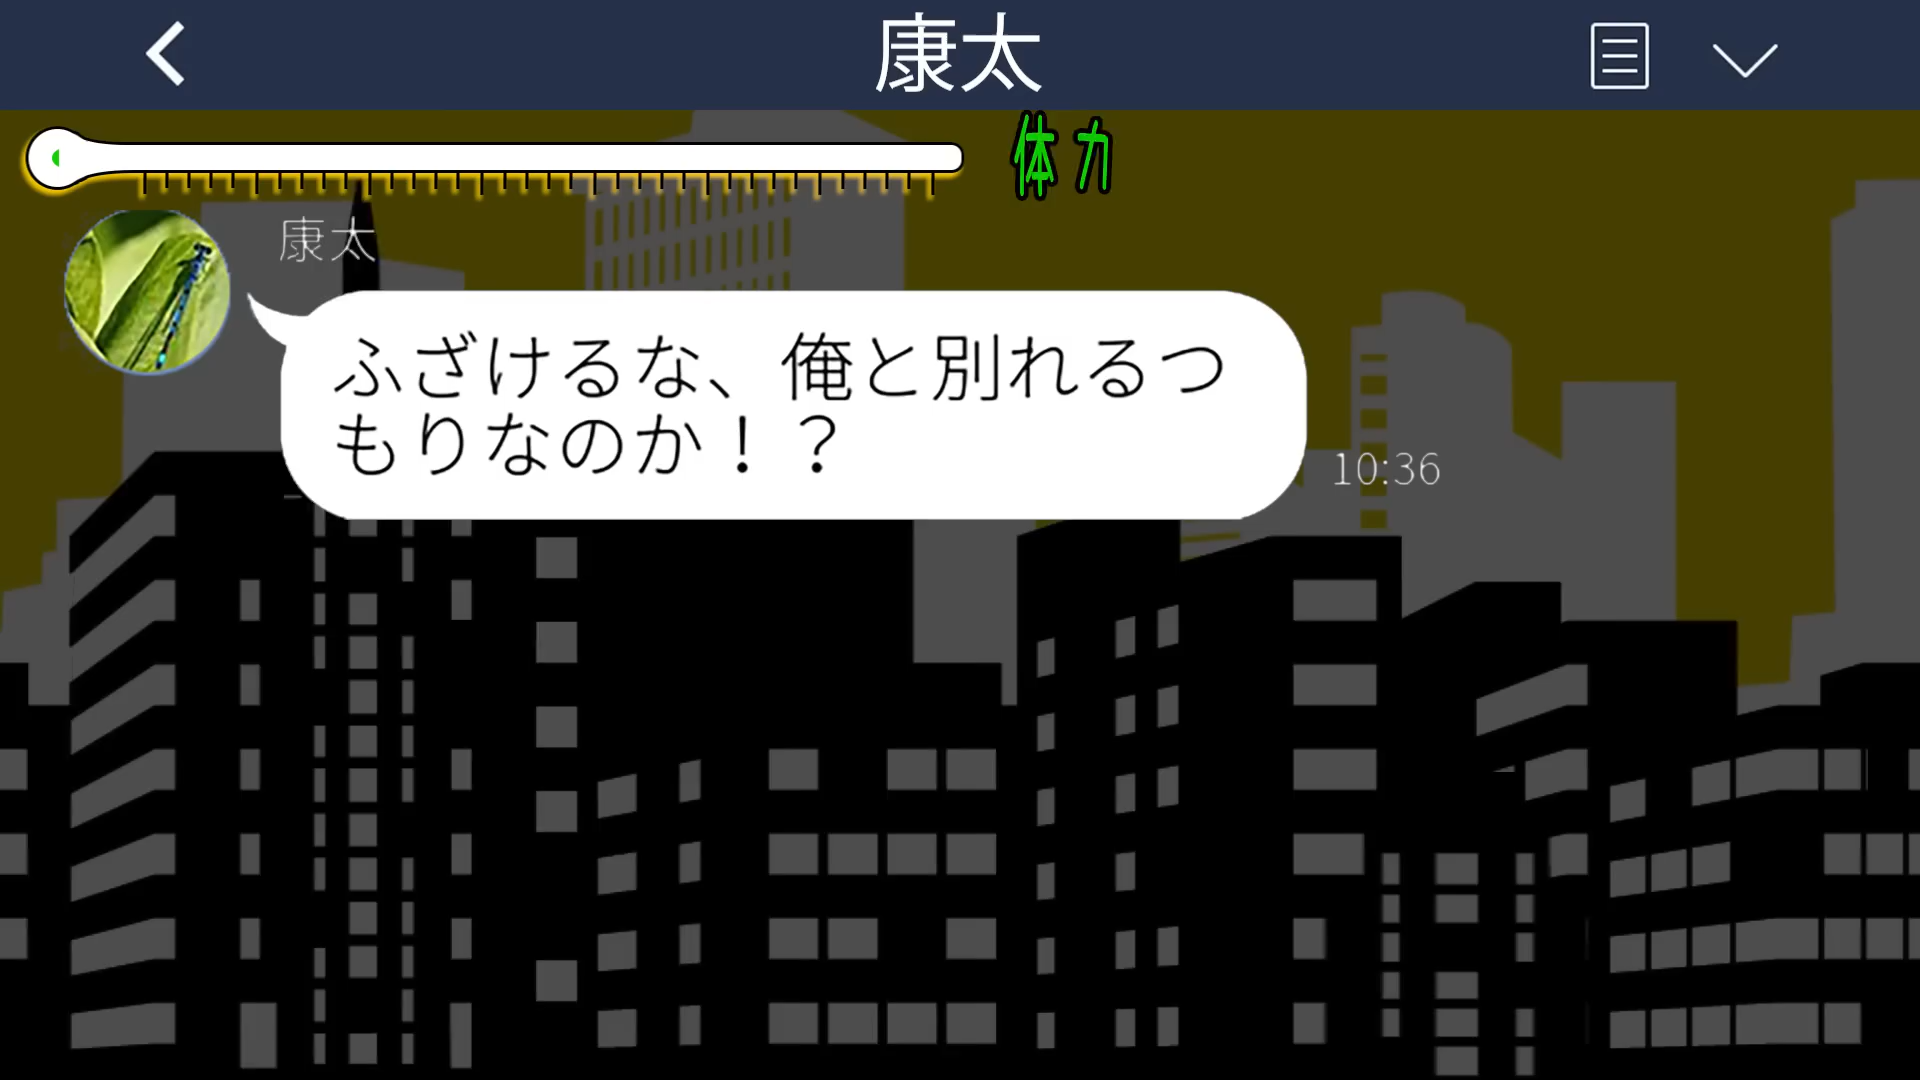 康太
体力
康太
ふざけるな、俺と別れるつ
もりなのか！？
10:36